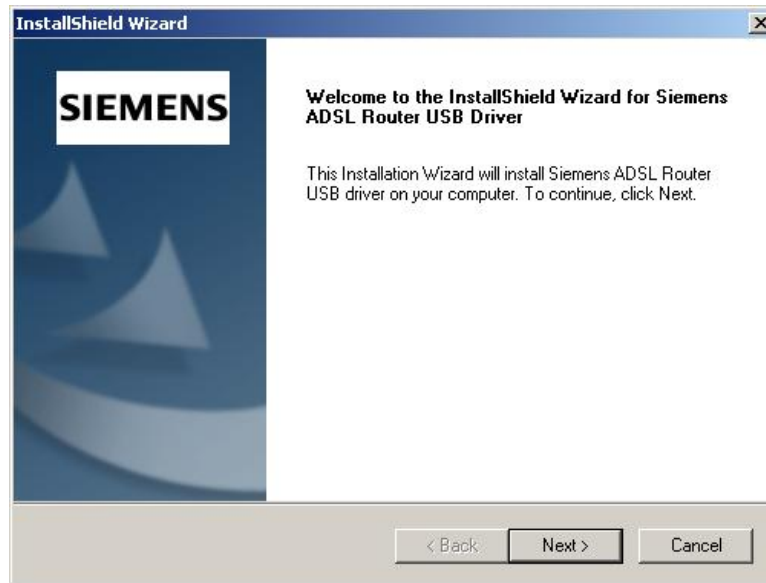 InstallShield Wizard
SIEMENS
Welcome to the InstallShield Wizard for Siemens
ADSL Router USB Driver
This Installation Wizard will install Siemens ADSL Router
USB driver on your computer. To continue, click Next.
< Back
Next >
Cancel